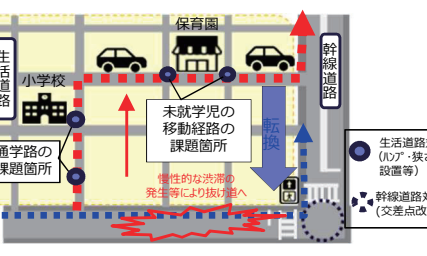 保育園
生活道路
小学校
幹線道路
未就学児の
移動経路の
課題箇所
転換
通学路の
課題箇所
慢性的な渋滞の
発生等により抜け道へ
生活道路
(ハンプ・狭
設置等)
幹線道路対
(交差点改